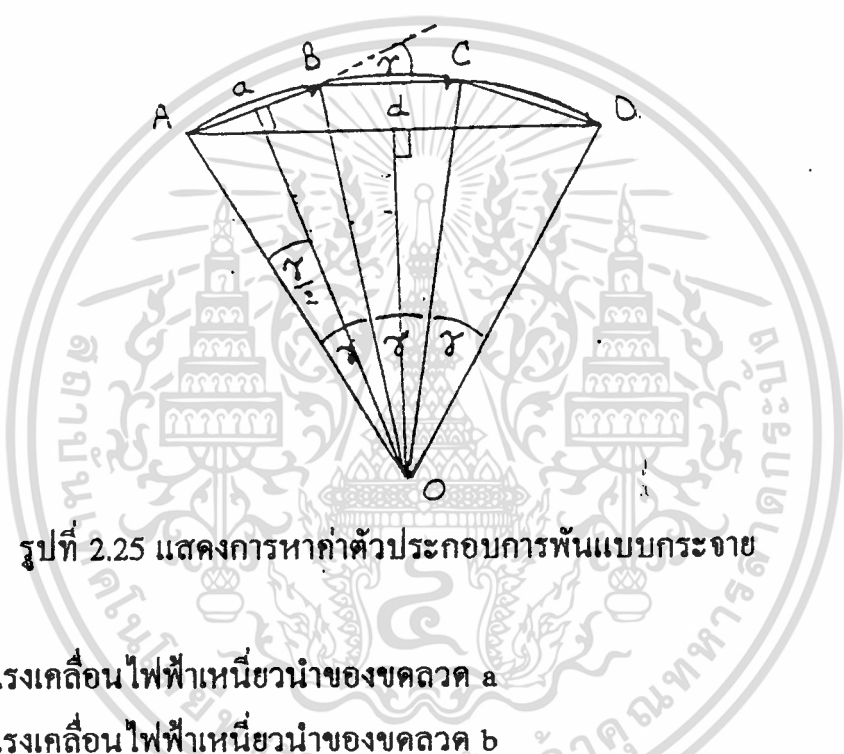 B
C
γ
a
A
d
D.
γ/2
γ γ γ
O
รูปที่ 2.25 แสดงการหาค่าตัวประกอบการพันแบบกระจาย
แรงเคลื่อนไฟฟ้าเหนี่ยวนำของขดลวด a
แรงเคลื่อนไฟฟ้าเหนี่ยวนำของขดลวด b